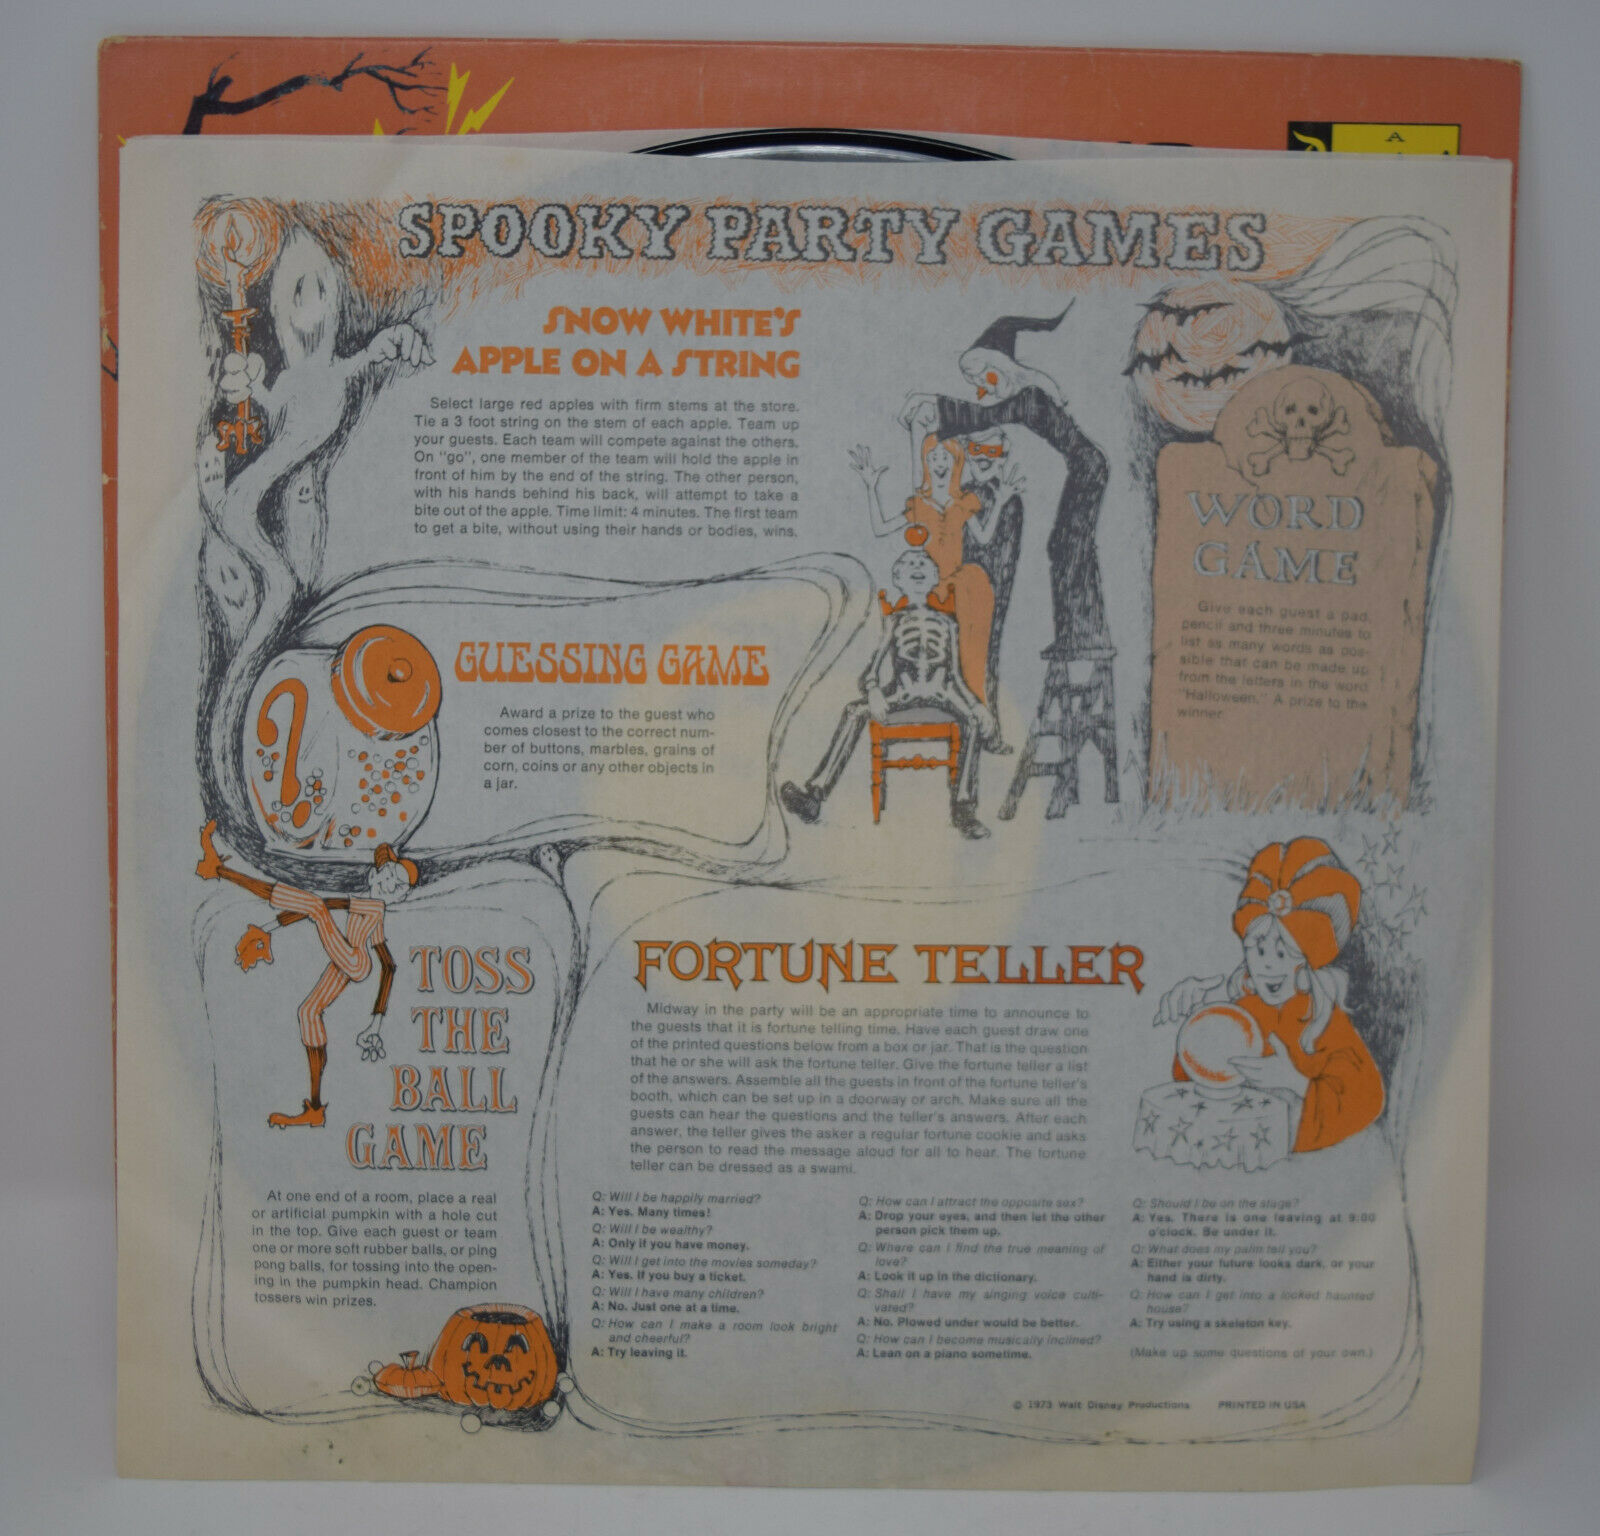 A
SPOOKY PARTY GAMES
SNOW WHITE'S
APPLE ON A STRING
Select large red apples with firm stems at the store.
Tie a 3 foot string on the stem of each apple. Team up
your guests. Each team will compete against the others.
On "go", one member of the team will hold the apple in
front of him by the end of the string. The other person,
with his hands behind his back, will attempt to take a
bite out of the apple. Time limit: 4 minutes. The first team
to get a bite, without using their hands or bodies, wins.
WORD
GAME
Give each guest a pad,
pencil and three minutes to
list as many words as pos-
sible that can be made up
from the letters in the word
"Halloween." A prize to the
winner.
GUESSING GAME
Award a prize to the guest who
comes closest to the correct num-
ber of buttons, marbles, grains of
corn, coins or any other objects in
a jar.
TOSS
THE
BALL
GAME
At one end of a room, place a real
or artificial pumpkin with a hole cut
in the top. Give each guest or team
one or more soft rubber balls, or ping
pong balls, for tossing into the open-
ing in the pumpkin head. Champion
tossers win prizes.
FORTUNE TELLER
Midway in the party will be an appropriate time to announce to
the guests that it is fortune telling time. Have each guest draw one
of the printed questions below from a box or jar. That is the question
that he or she will ask the fortune teller. Give the fortune teller a list
of the answers. Assemble all the guests in front of the fortune teller's
booth, which can be set up in a doorway or arch. Make sure all the
guests can hear the questions and the teller's answers. After each
answer, the teller gives the asker a regular fortune cookie and asks
the person to read the message aloud for all to hear. The fortune
teller can be dressed as a swami.
Q: Will I be happily married?
A: Yes. Many times!
Q: Will I be wealthy?
A: Only if you have money.
Q: Will I get into the movies someday?
A: Yes. If you buy a ticket.
Q: Will I have many children?
A: No. Just one at a time.
Q: How can I make a room look bright
and cheerful?
A: Try leaving it.
Q: How can I attract the opposite sex?
A: Drop your eyes, and then let the other
person pick them up.
Q: Where can I find the true meaning of
love?
A: Look it up in the dictionary.
Q: Shall I have my singing voice culti-
vated?
A: No. Plowed under would be better.
Q: How can I become musically inclined?
A: Lean on a piano sometime.
Q: Should I be on the stage?
A: Yes. There is one leaving at 9:00
o'clock. Be under it.
Q: What does my palm tell you?
A: Either your future looks dark, or your
hand is dirty.
Q: How can I get into a locked haunted
house?
A: Try using a skeleton key.
(Make up some questions of your own.)
© 1973 Walt Disney Productions PRINTED IN USA